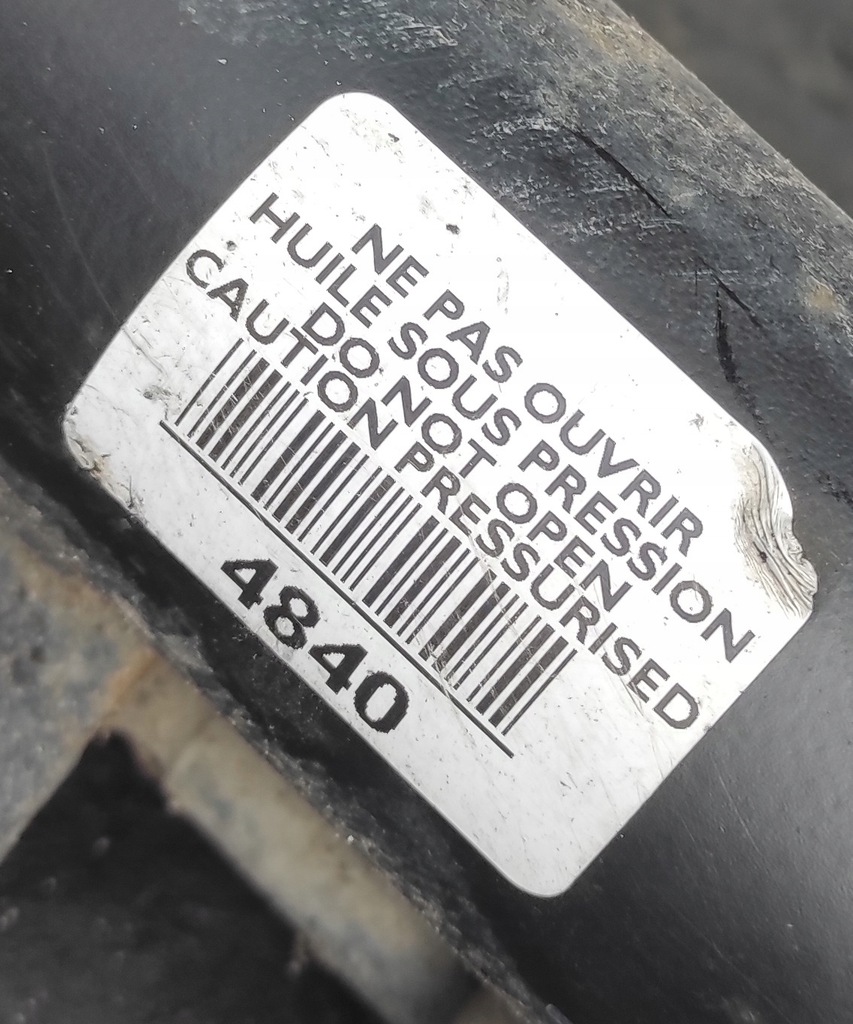 NE PAS OUVRIR
HUILE SOUS PRESSION
DO NOT OPEN
CAUTION PRESSURISED
4840